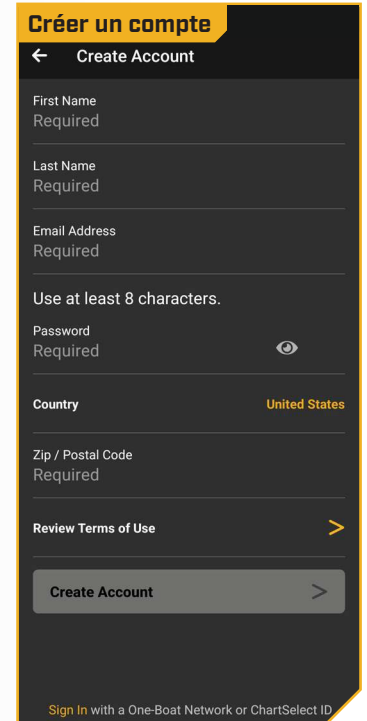 Créer un compte
Create Account
First Name
Required
Last Name
Required
Email Address
Required
Use at least 8 characters.
Password
Required
Country United States
Zip / Postal Code
Required
Review Terms of Use
Create Account
Sign In with a One-Boat Network or ChartSelect ID